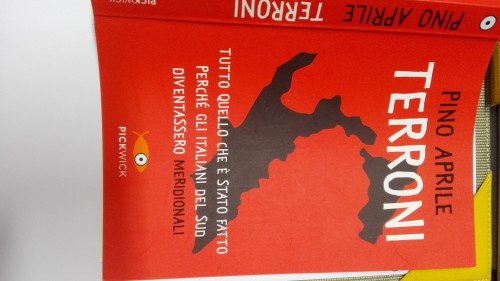 PINO APRILE
TERRONI
TUTTO QUELLO CHE È STATO FATTO
PERCHÉ GLI ITALIANI DEL SUD
DIVENTASSERO MERIDIONALI
PICKWICK
PINO APRILE
TERRONI
PICKWICK